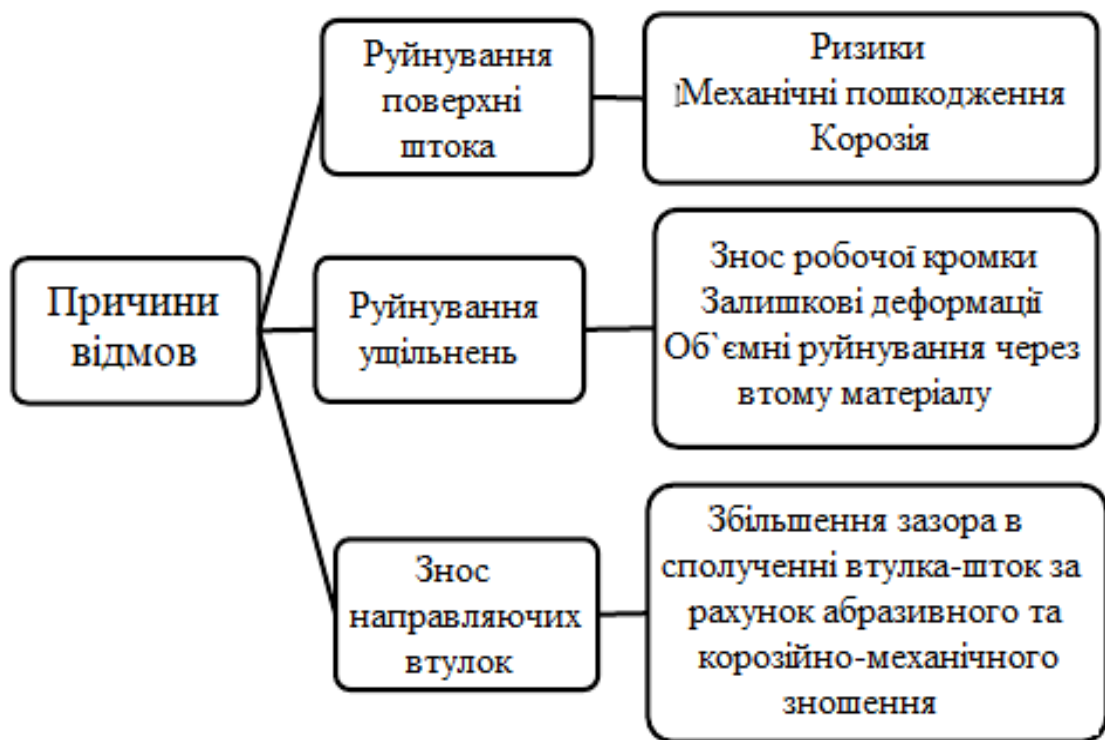 Причини
відмов
Руйнування
поверхні
штока
Ризики
Механічні пошкодження
Корозія
Руйнування
ущільнень
Знос робочої кромки
Залишкові деформації
Об`ємні руйнування через
втому матеріалу
Знос
направляючих
втулок
Збільшення зазора в
сполученні втулка-шток за
рахунок абразивного та
корозійно-механічного
зношення